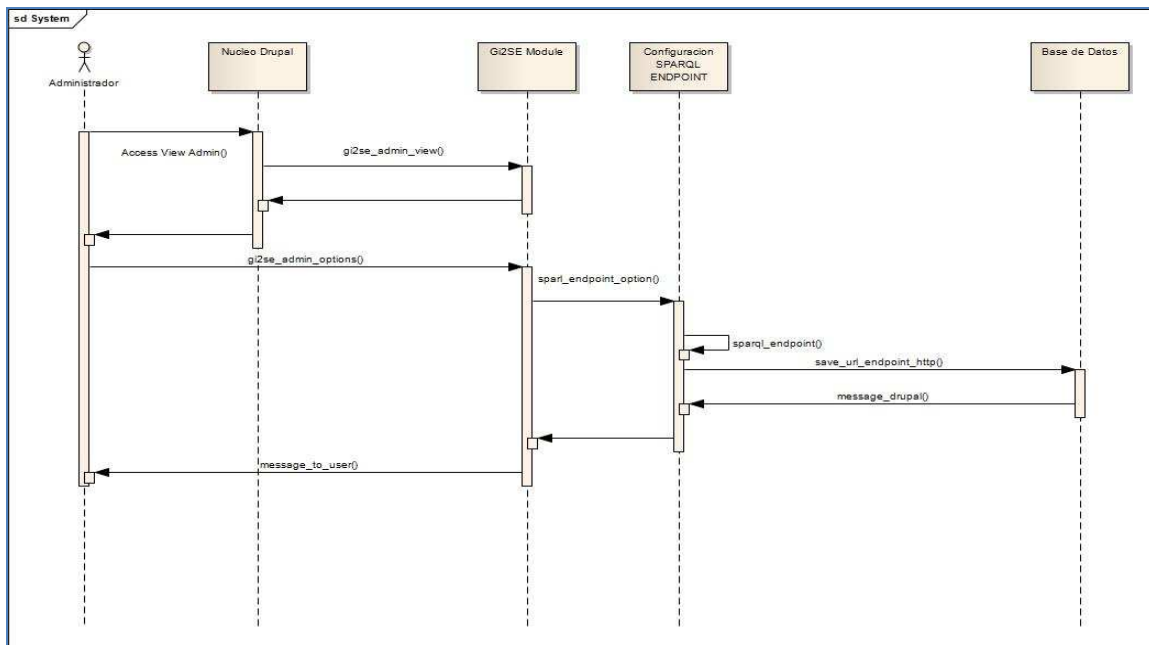 sd System
Administrador
Nucleo Drupal
Gi2SE Module
Configuracion
SPARQL
ENDPOINT
Base de Datos
Access View Admin()
gi2se_admin_view()
gi2se_admin_options()
sparl_endpoint_option()
sparql_endpoint()
save_url_endpoint_http()
message_drupal()
message_to_user()